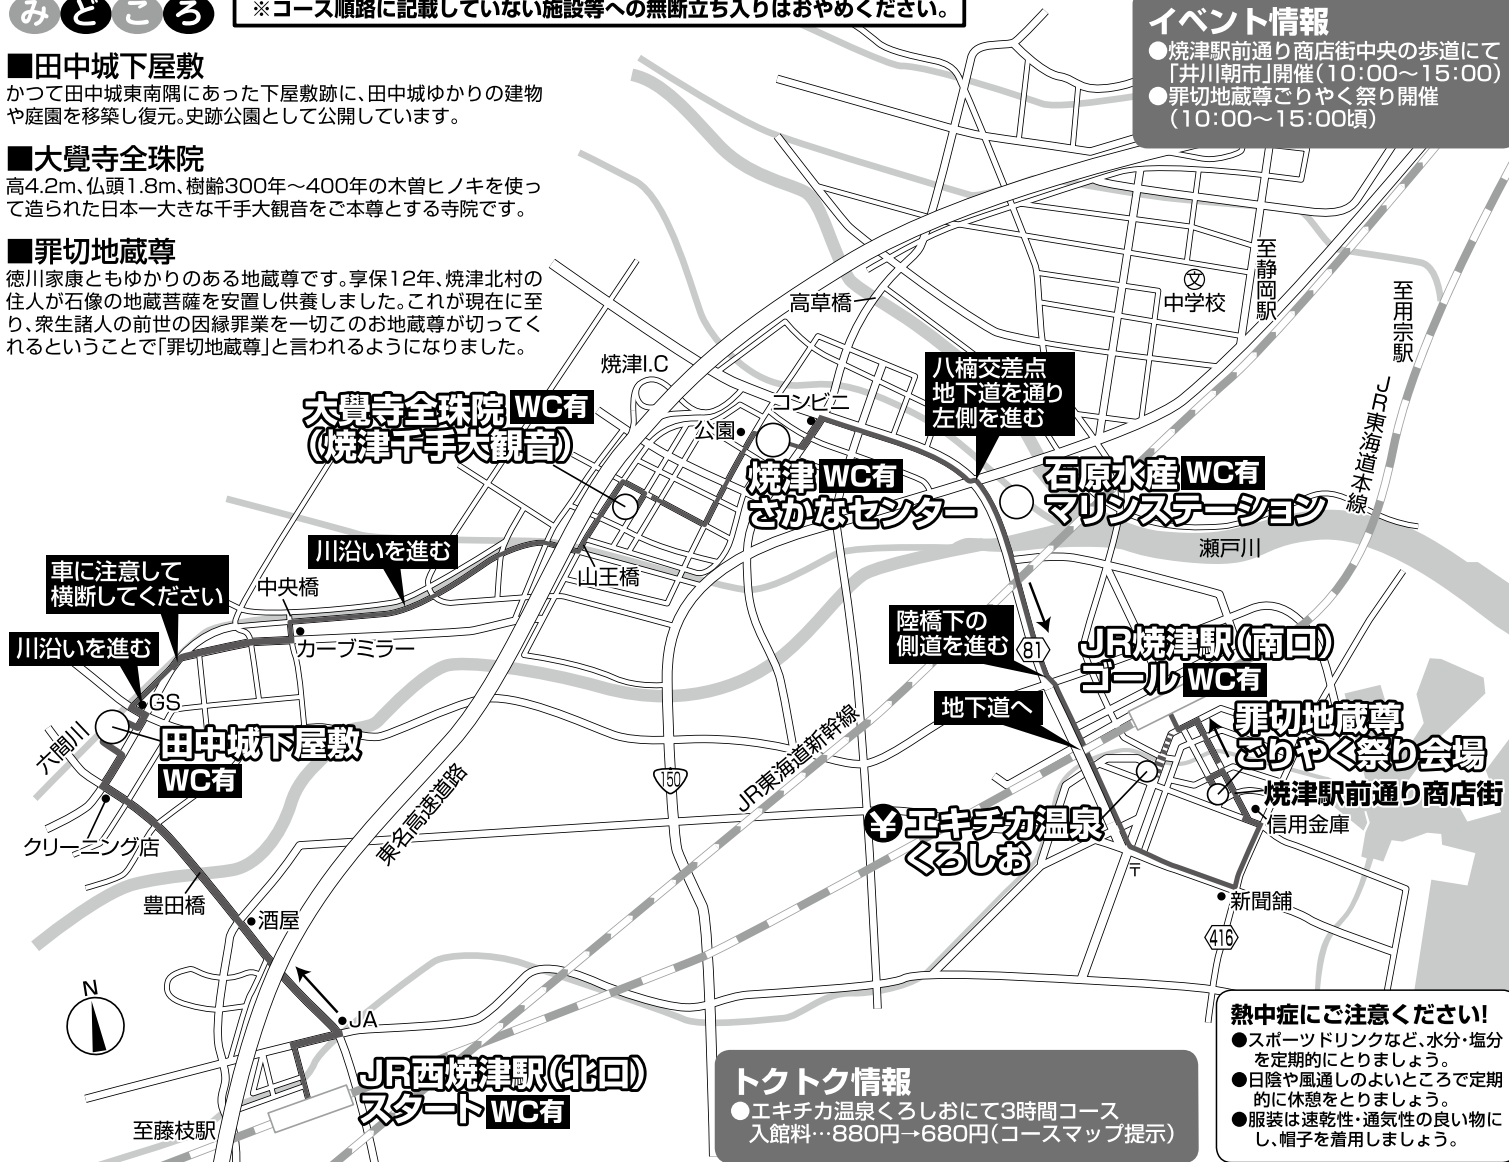 みどころ
※コース順路に記載していない施設等への無断立ち入りはおやめください。
■田中城下屋敷
かつて田中城東南隅にあった下屋敷跡に、田中城ゆかりの建物
や庭園を移築し復元。史跡公園として公開しています。
■大覺寺全珠院
高4.2m、仏頭1.8m、樹齢300年〜400年の木曽ヒノキを使っ
て造られた日本一大きな千手大観音をご本尊とする寺院です。
■罪切地蔵尊
徳川家康ともゆかりのある地蔵尊です。享保12年、焼津北村の
住人が石像の地蔵菩薩を安置し供養しました。これが現在に至
り、衆生諸人の前世の因縁罪業を一切このお地蔵尊が切ってく
れるということで「罪切地蔵尊」と言われるようになりました。
イベント情報
●焼津駅前通り商店街中央の歩道にて
「井川朝市」開催（10：00〜15：00）
●罪切地蔵尊ごりやく祭り開催
（10：00〜15：00頃）
至静岡駅
文
中学校
至用宗駅
JR東海道本線
高草橋
焼津I.C
八楠交差点
地下道を通り
左側を進む
大覺寺全珠院 WC有
（焼津千手大観音）
コンビニ
公園
焼津 WC有
さかなセンター
石原水産 WC有
マリンステーション
瀬戸川
川沿いを進む
山王橋
車に注意して
横断してください
中央橋
カーブミラー
川沿いを進む
GS
陸橋下の
側道を進む
81
JR焼津駅（南口）
ゴール WC有
地下道へ
罪切地蔵尊
ごりやく祭り会場
焼津駅前通り商店街
信用金庫
六間川
田中城下屋敷
WC有
150
JR東海道新幹線
東名高速道路
¥エキチカ温泉
くろしお
〒
クリーニング店
豊田橋
酒屋
新聞舗
416
N
JA
JR西焼津駅（北口）
スタート WC有
至藤枝駅
トクトク情報
●エキチカ温泉くろしおにて3時間コース
入館料…880円→680円（コースマップ提示）
熱中症にご注意ください!
●スポーツドリンクなど、水分・塩分
を定期的にとりましょう。
●日陰や風通しのよいところで定期
的に休憩をとりましょう。
●服装は速乾性・通気性の良い物に
し、帽子を着用しましょう。